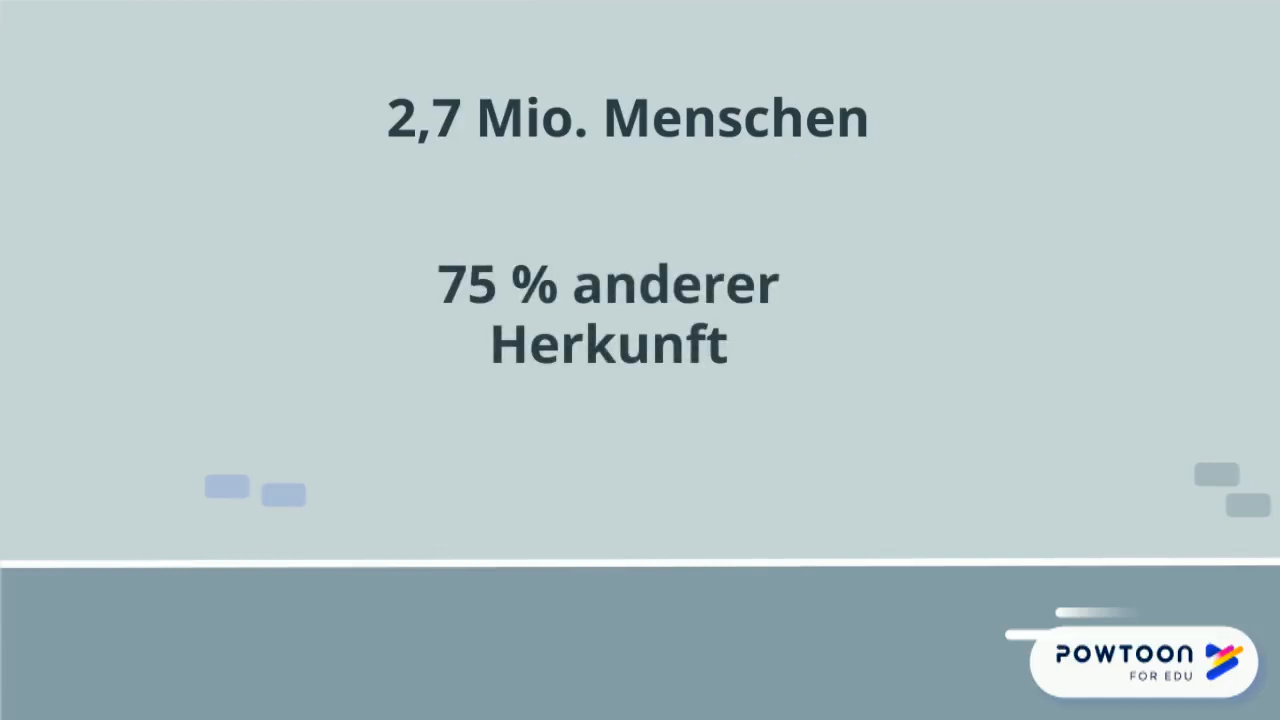 2,7 Mio. Menschen
75 % anderer
Herkunft
POWTOON
FOR EDU